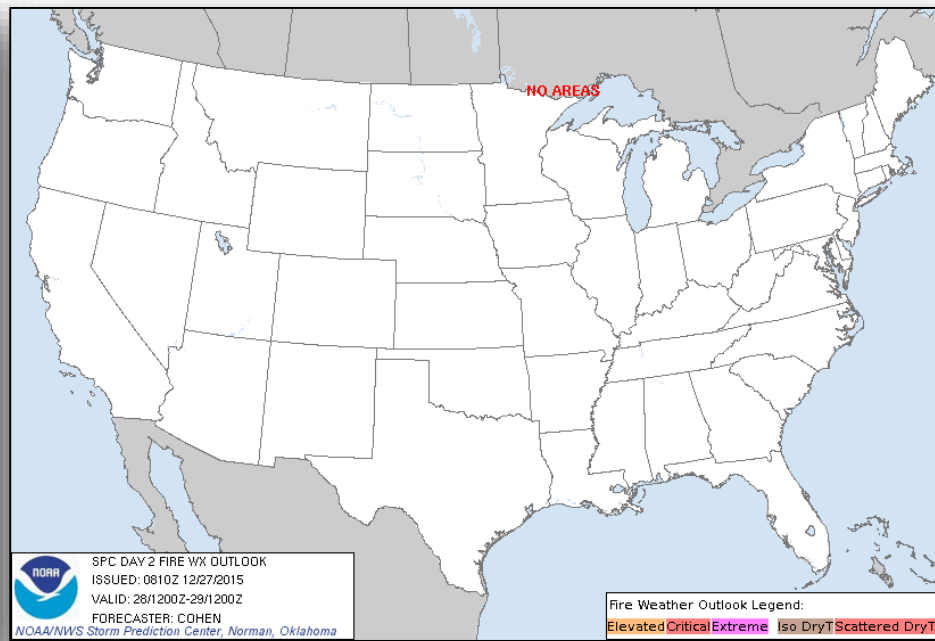 NO AREAS
NOAA
SPC DAY 2 FIRE WX OUTLOOK
ISSUED: 0810Z 12/27/2015
VALID: 28/1200Z-29/1200Z
FORECASTER: COHEN
NOAA/NWS Storm Prediction Center, Norman, Oklahoma
Fire Weather Outlook Legend:
Elevated Critical Extreme Iso DryT Scattered DryT